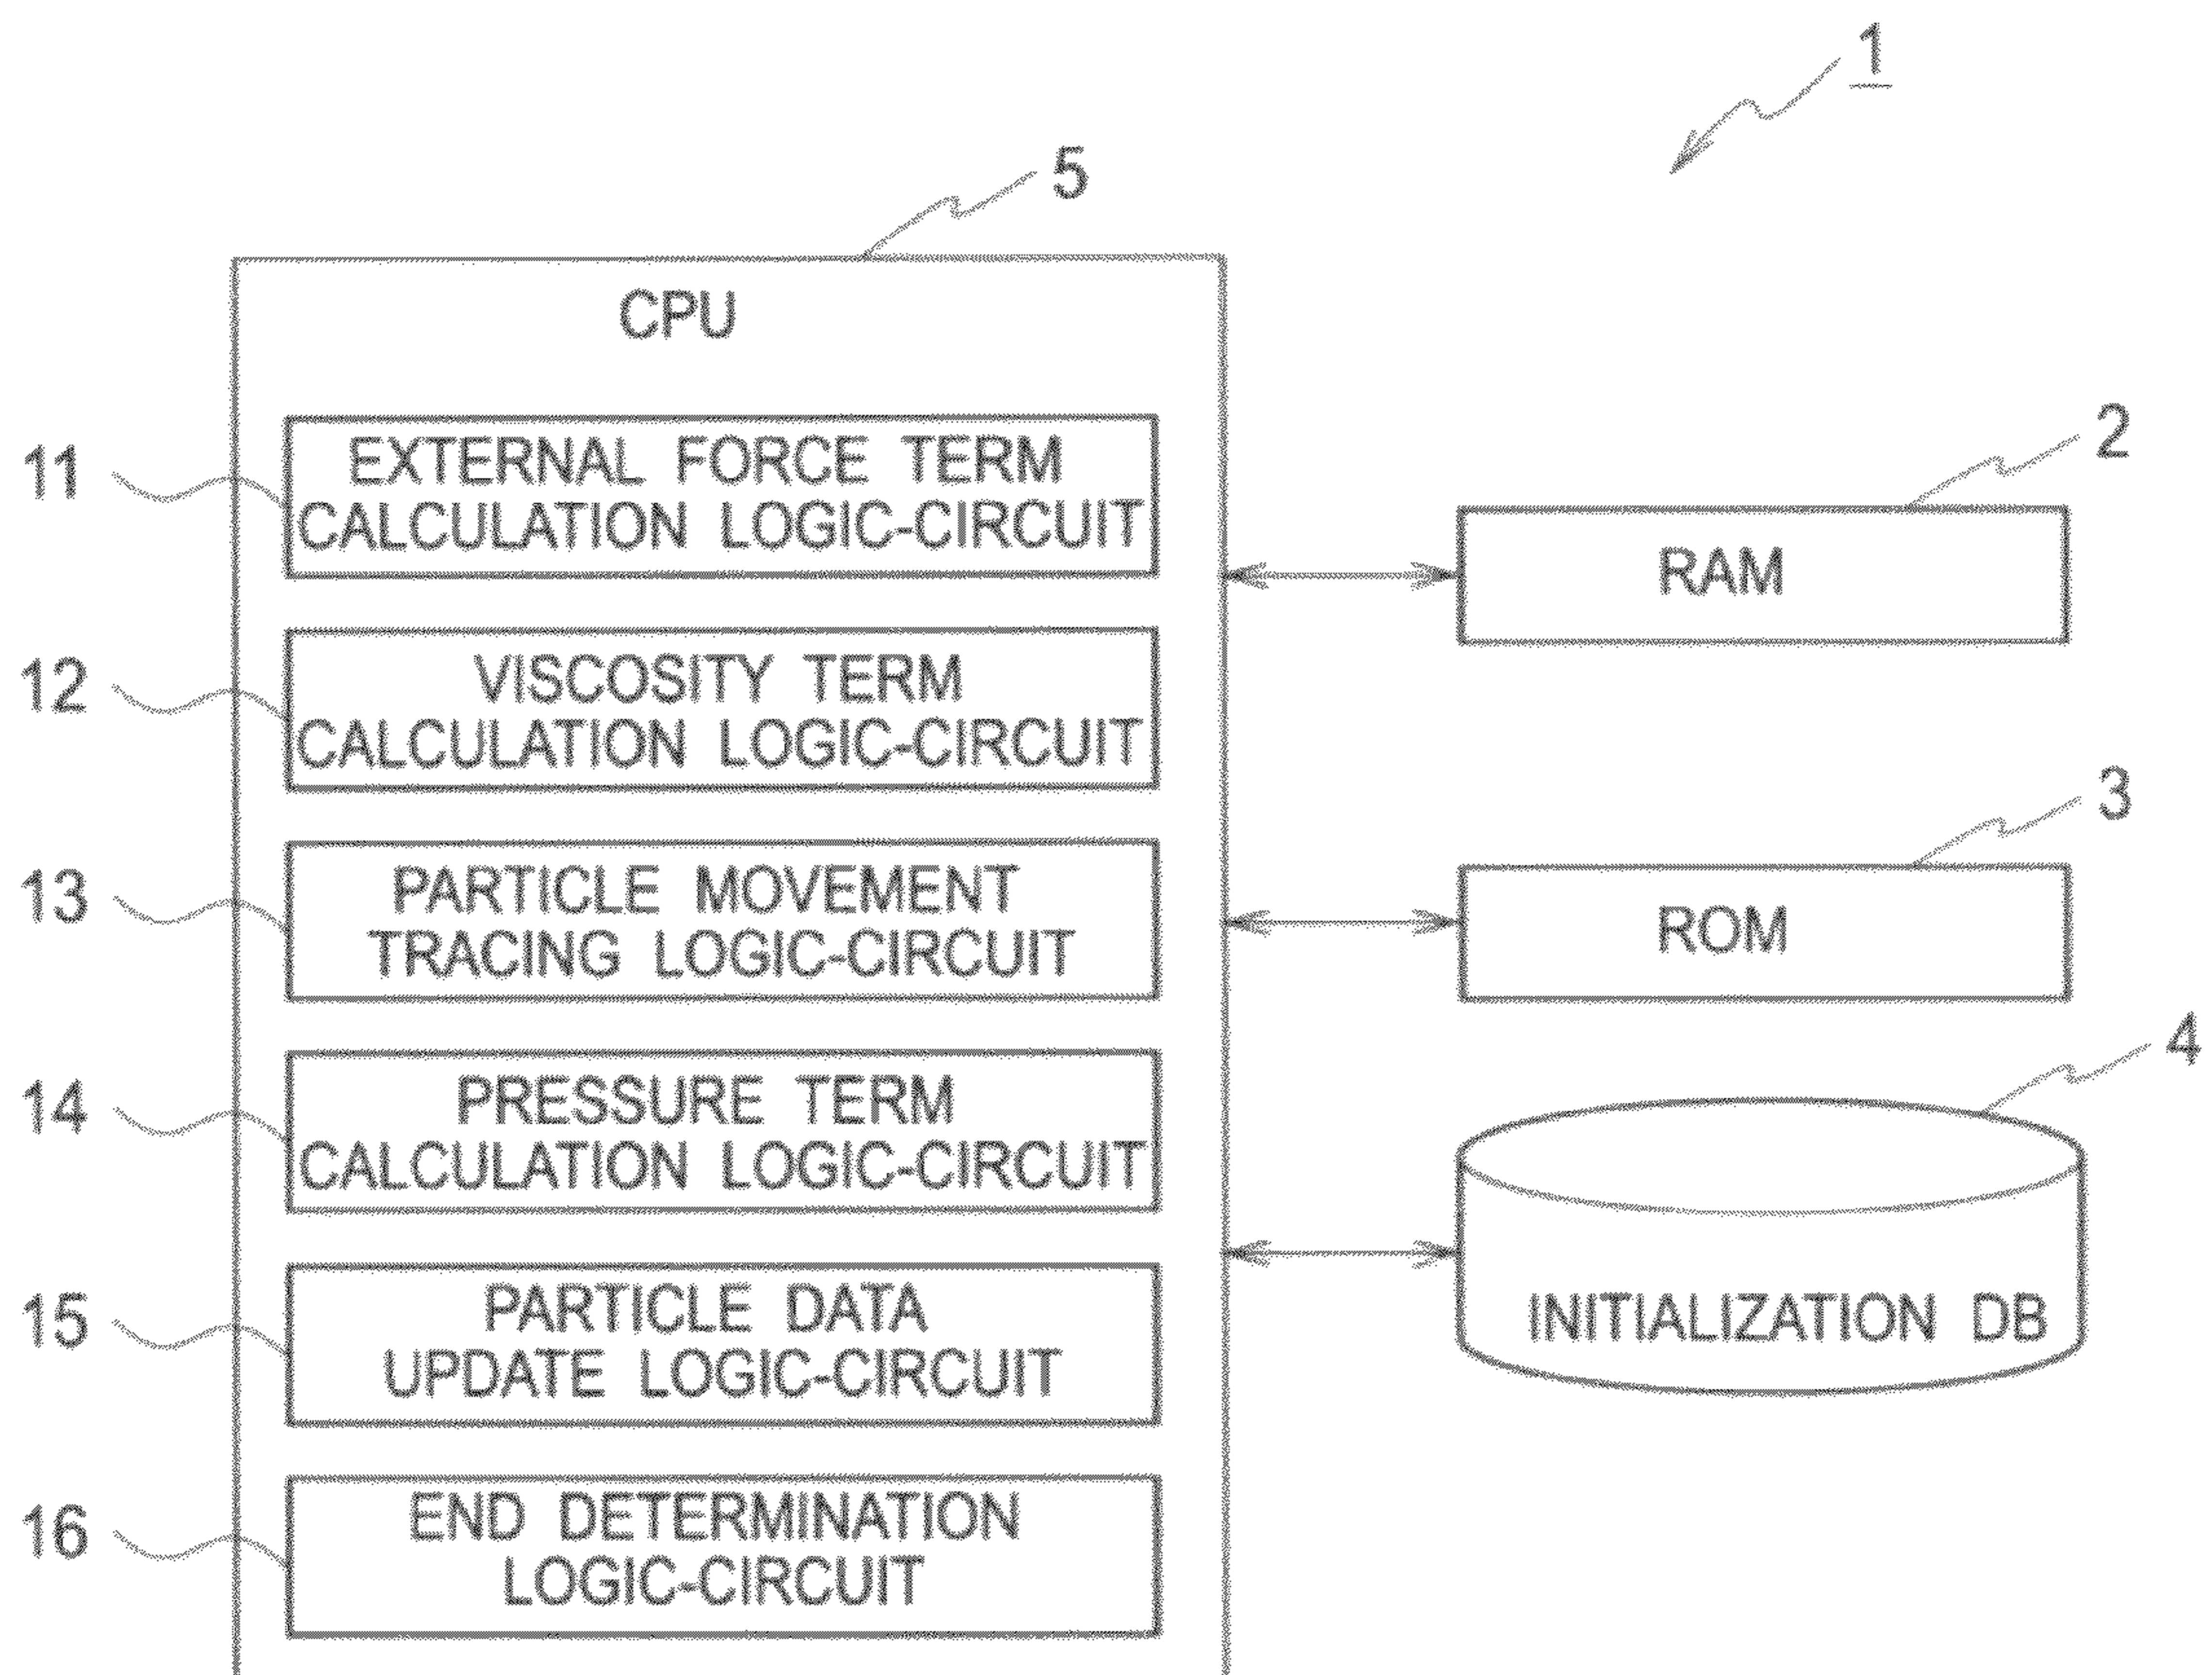 1
5
CPU
11
EXTERNAL FORCE TERM
CALCULATION LOGIC-CIRCUIT
12
VISCOSITY TERM
CALCULATION LOGIC-CIRCUIT
13
PARTICLE MOVEMENT
TRACING LOGIC-CIRCUIT
14
PRESSURE TERM
CALCULATION LOGIC-CIRCUIT
15
PARTICLE DATA
UPDATE LOGIC-CIRCUIT
16
END DETERMINATION
LOGIC-CIRCUIT
2
RAM
3
ROM
4
INITIALIZATION DB